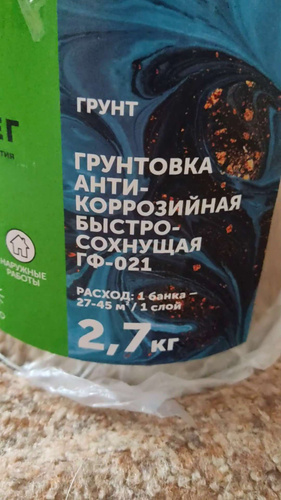 ГРУНТ
ГРУНТОВКА
АНТИ-
КОРРОЗИЙНАЯ
БЫСТРО-
СОХНУЩАЯ
ГФ-021
НАРУЖНЫЕ
РАБОТЫ
РАСХОД: 1 банка –
27-45 м² / 1 слой
2,7 кг